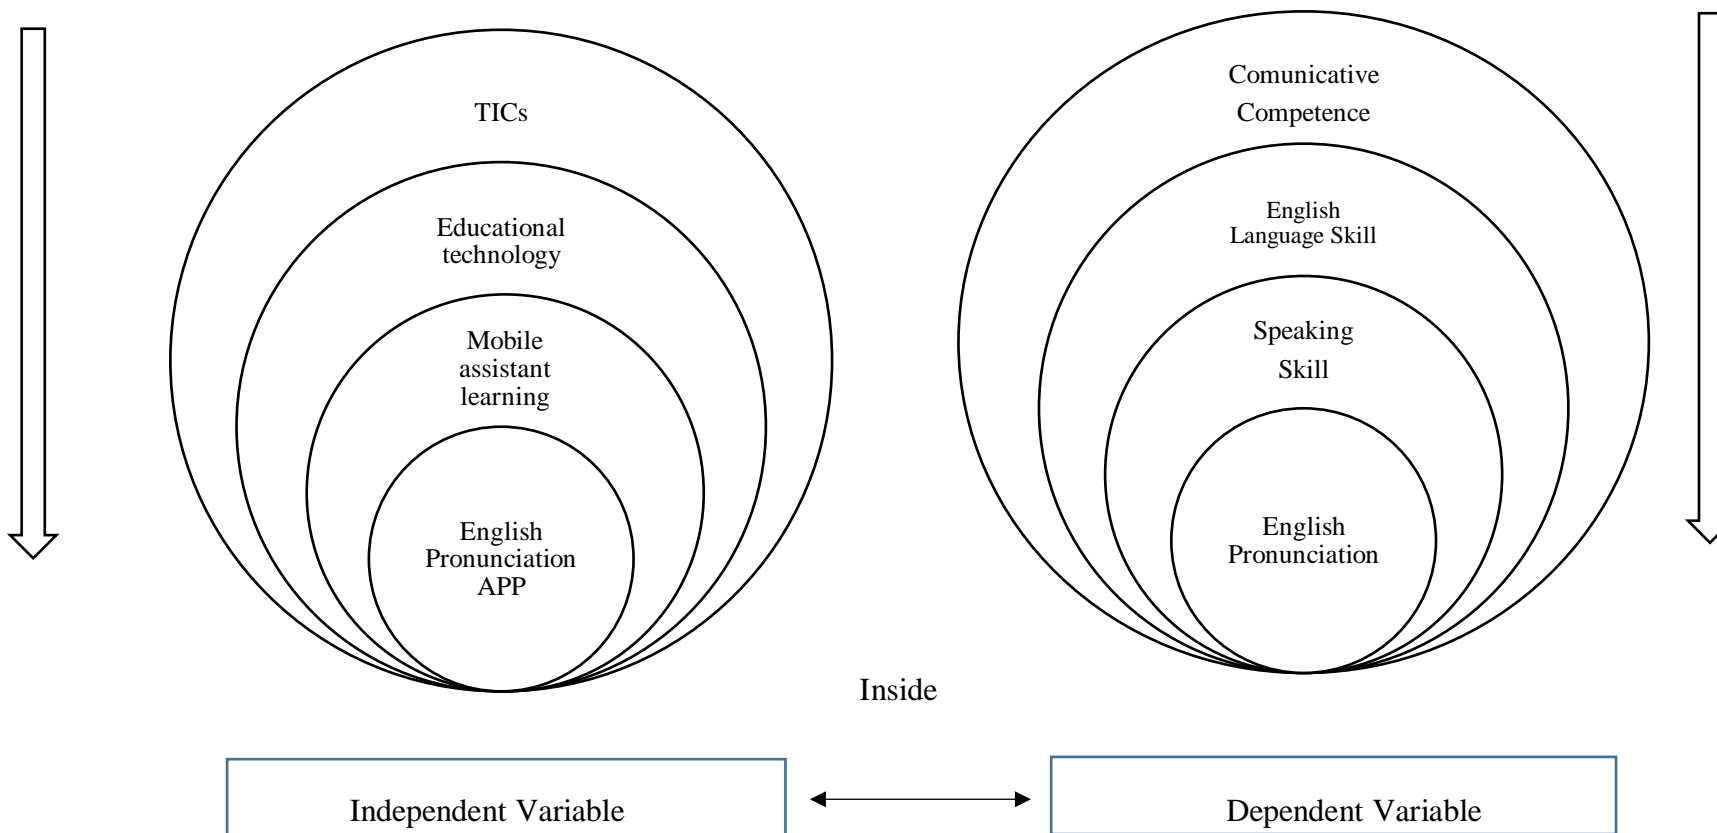 TICs
Educational
technology
Mobile
assistant
learning
English
Pronunciation
APP
Comunicative
Competence
English
Language Skill
Speaking
Skill
English
Pronunciation
Inside
Independent Variable
Dependent Variable